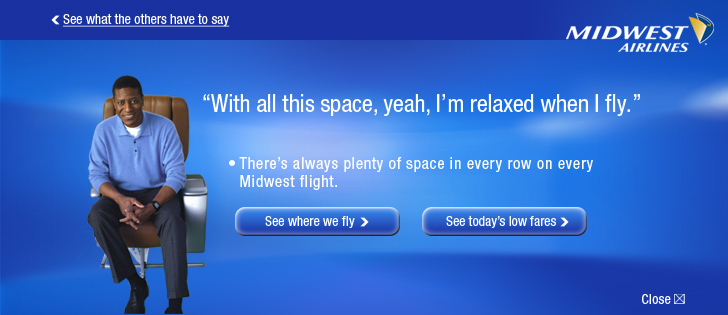 See what the others have to say
MIDWEST
AIRLINES
“With all this space, yeah, I’m relaxed when I fly.”
• There’s always plenty of space in every row on every
Midwest flight.
See where we fly
See today’s low fares
Close